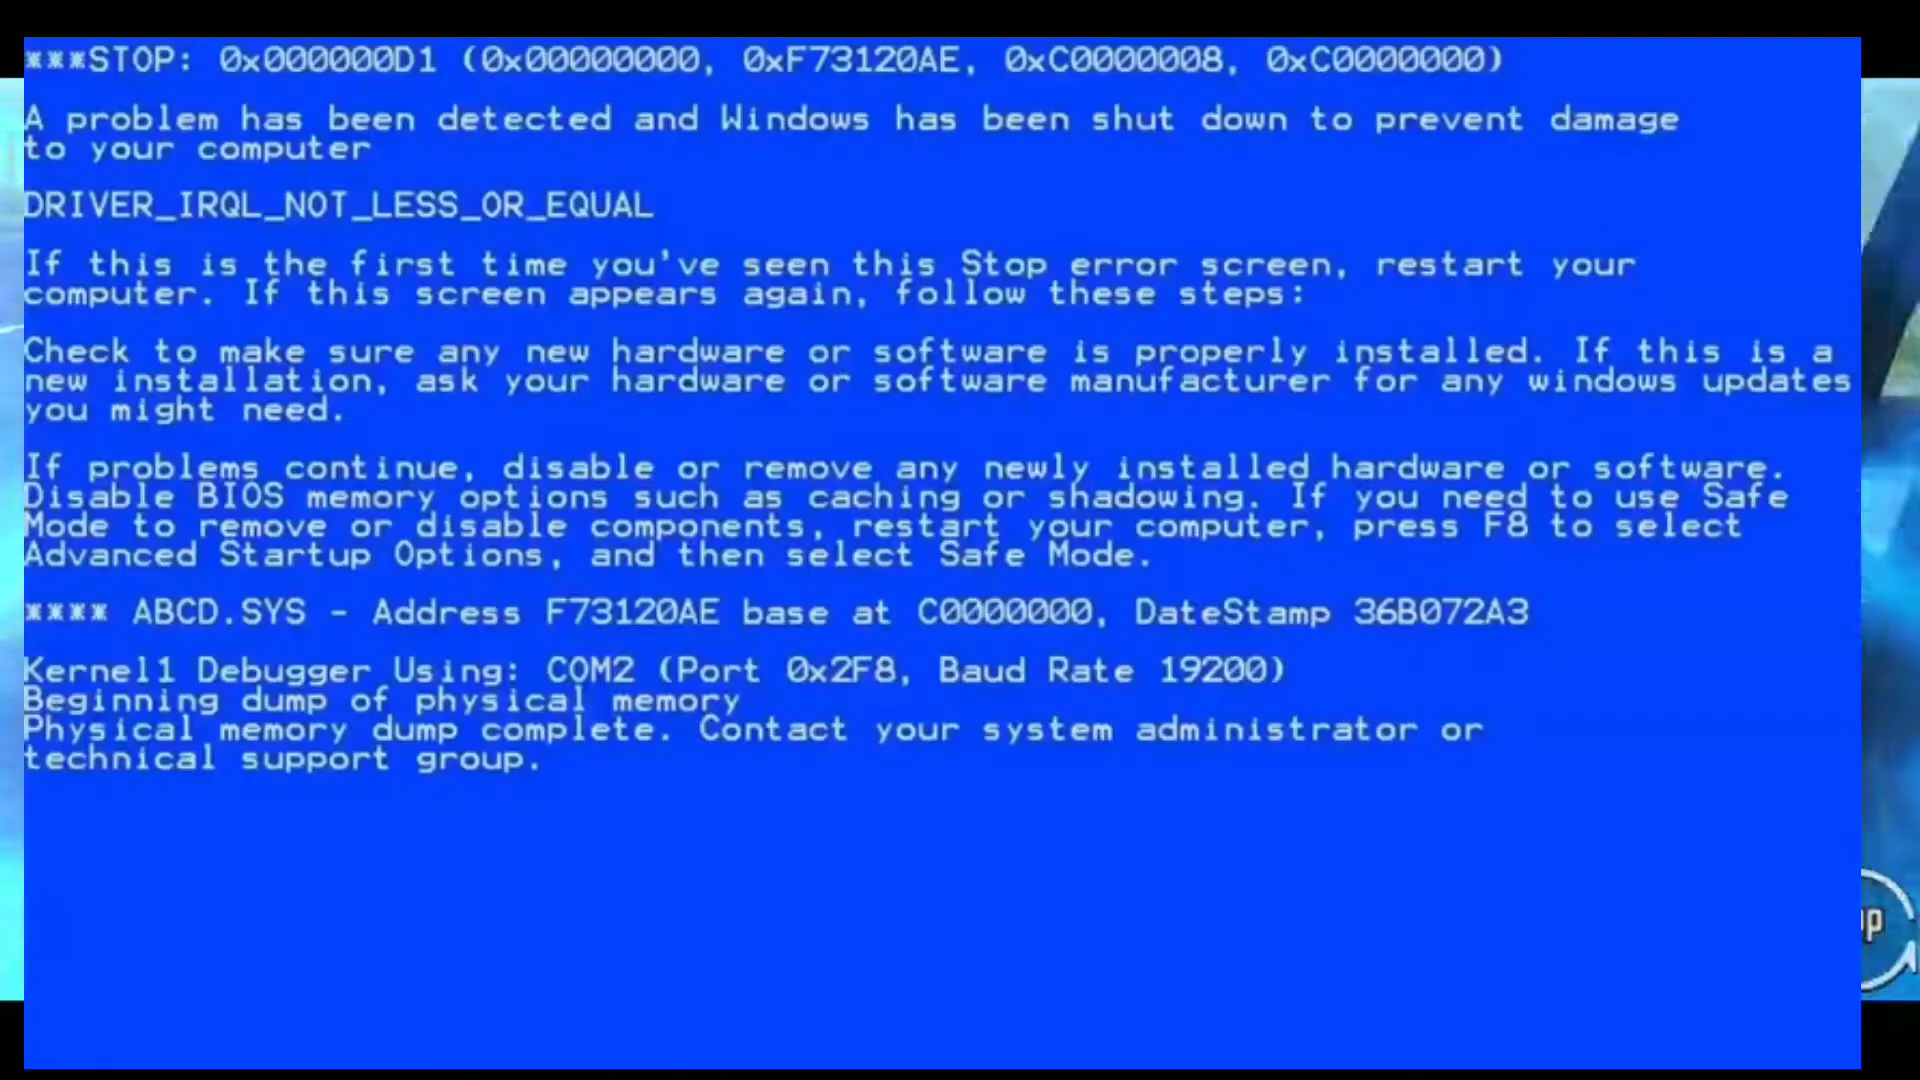 ***STOP: 0x000000D1 (0x00000000, 0xF73120AE, 0xC0000008, 0xC0000000)
A problem has been detected and Windows has been shut down to prevent damage
to your computer
DRIVER_IRQL_NOT_LESS_OR_EQUAL
If this is the first time you've seen this Stop error screen, restart your
computer. If this screen appears again, follow these steps:
Check to make sure any new hardware or software is properly installed. If this is a
new installation, ask your hardware or software manufacturer for any windows updates
you might need.
If problems continue, disable or remove any newly installed hardware or software.
Disable BIOS memory options such as caching or shadowing. If you need to use Safe
Mode to remove or disable components, restart your computer, press F8 to select
Advanced Startup Options, and then select Safe Mode.
**** ABCD.SYS - Address F73120AE base at C0000000, DateStamp 36B072A3
Kernel1 Debugger Using: COM2 (Port 0x2F8, Baud Rate 19200)
Beginning dump of physical memory
Physical memory dump complete. Contact your system administrator or
technical support group.